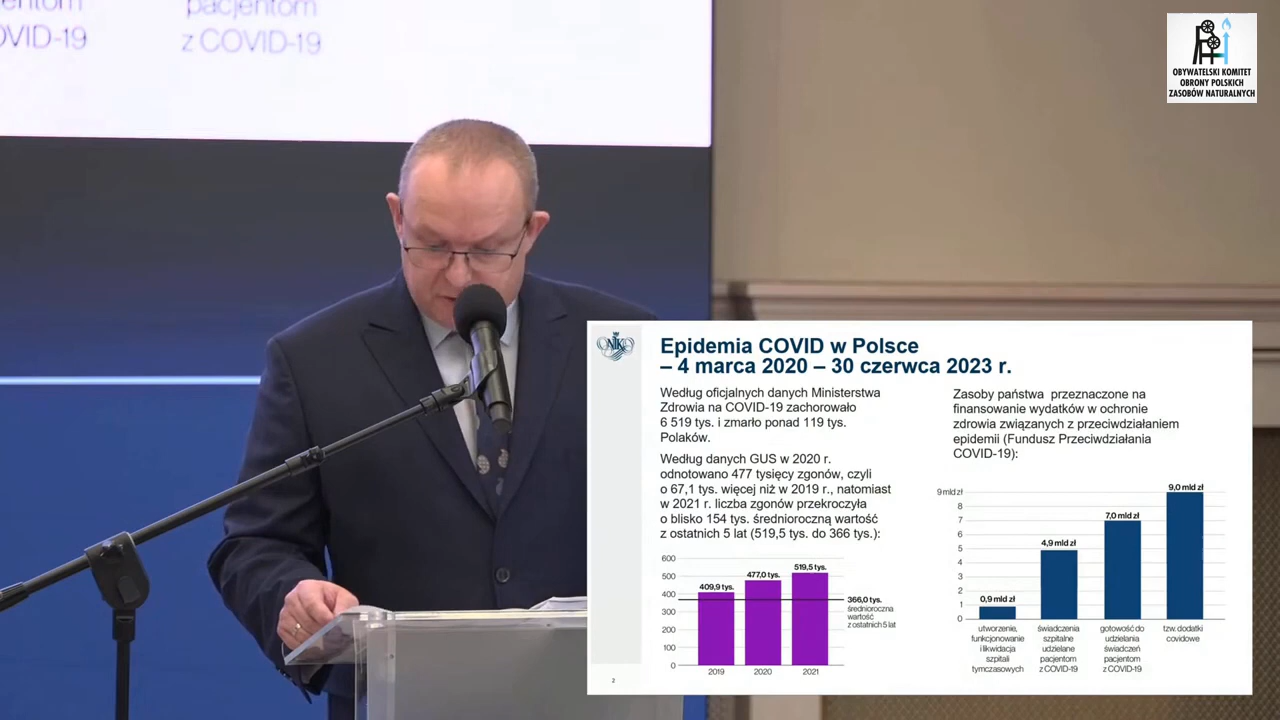 pacjentom
OVID-19
z COVID-19
OBYWATELSKI KOMITET
OBRONY POLSKICH
ZASOBÓW NATURALNYCH
NIK
Epidemia COVID w Polsce
– 4 marca 2020 – 30 czerwca 2023 r.
Według oficjalnych danych Ministerstwa
Zdrowia na COVID-19 zachorowało
6 519 tys. i zmarło ponad 119 tys.
Polaków.
Według danych GUS w 2020 r.
odnotowano 477 tysięcy zgonów, czyli
o 67,1 tys. więcej niż w 2019 r., natomiast
w 2021 r. liczba zgonów przekroczyła
o blisko 154 tys. średnioroczną wartość
z ostatnich 5 lat (519,5 tys. do 366 tys.):
600
500
400
300
200
100
0
409,9 tys.
477,0 tys.
519,5 tys.
366,0 tys.
średnioroczna
wartość
z ostatnich 5 lat
2019
2020
2021
2
Zasoby państwa przeznaczone na
finansowanie wydatków w ochronie
zdrowia związanych z przeciwdziałaniem
epidemii (Fundusz Przeciwdziałania
COVID-19):
9 mld zł
8
7
6
5
4
3
2
1
0
0,9 mld zł
4,9 mld zł
7,0 mld zł
9,0 mld zł
utworzenie,
funkcjonowanie
i likwidacja
szpitali
tymczasowych
świadczenia
szpitalne
udzielane
pacjentom
z COVID-19
gotowość do
udzielania
świadczeń
pacjentom
z COVID-19
tzw. dodatki
covidowe